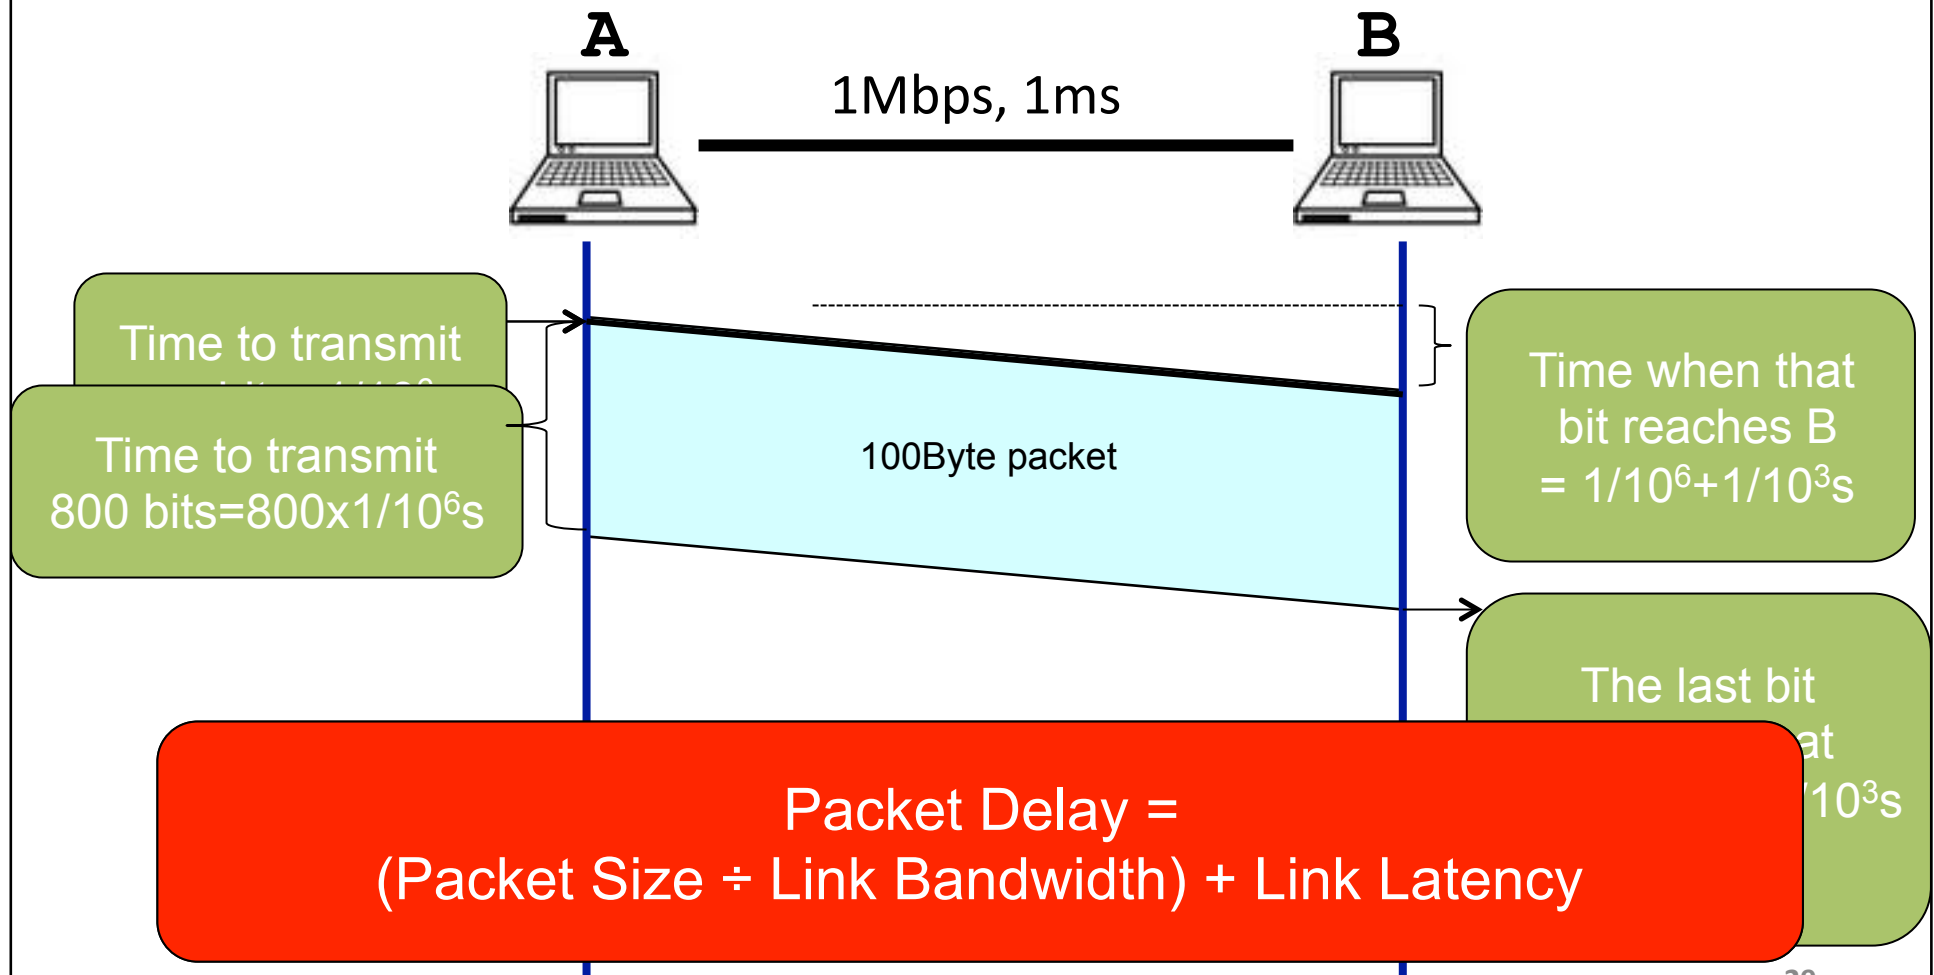 A
B
1Mbps, 1ms
Time to transmit
Time to transmit
800 bits=800x1/10⁶s
100Byte packet
Time when that
bit reaches B
= 1/10⁶+1/10³s
The last bit
at
/10³s
Packet Delay =
(Packet Size ÷ Link Bandwidth) + Link Latency